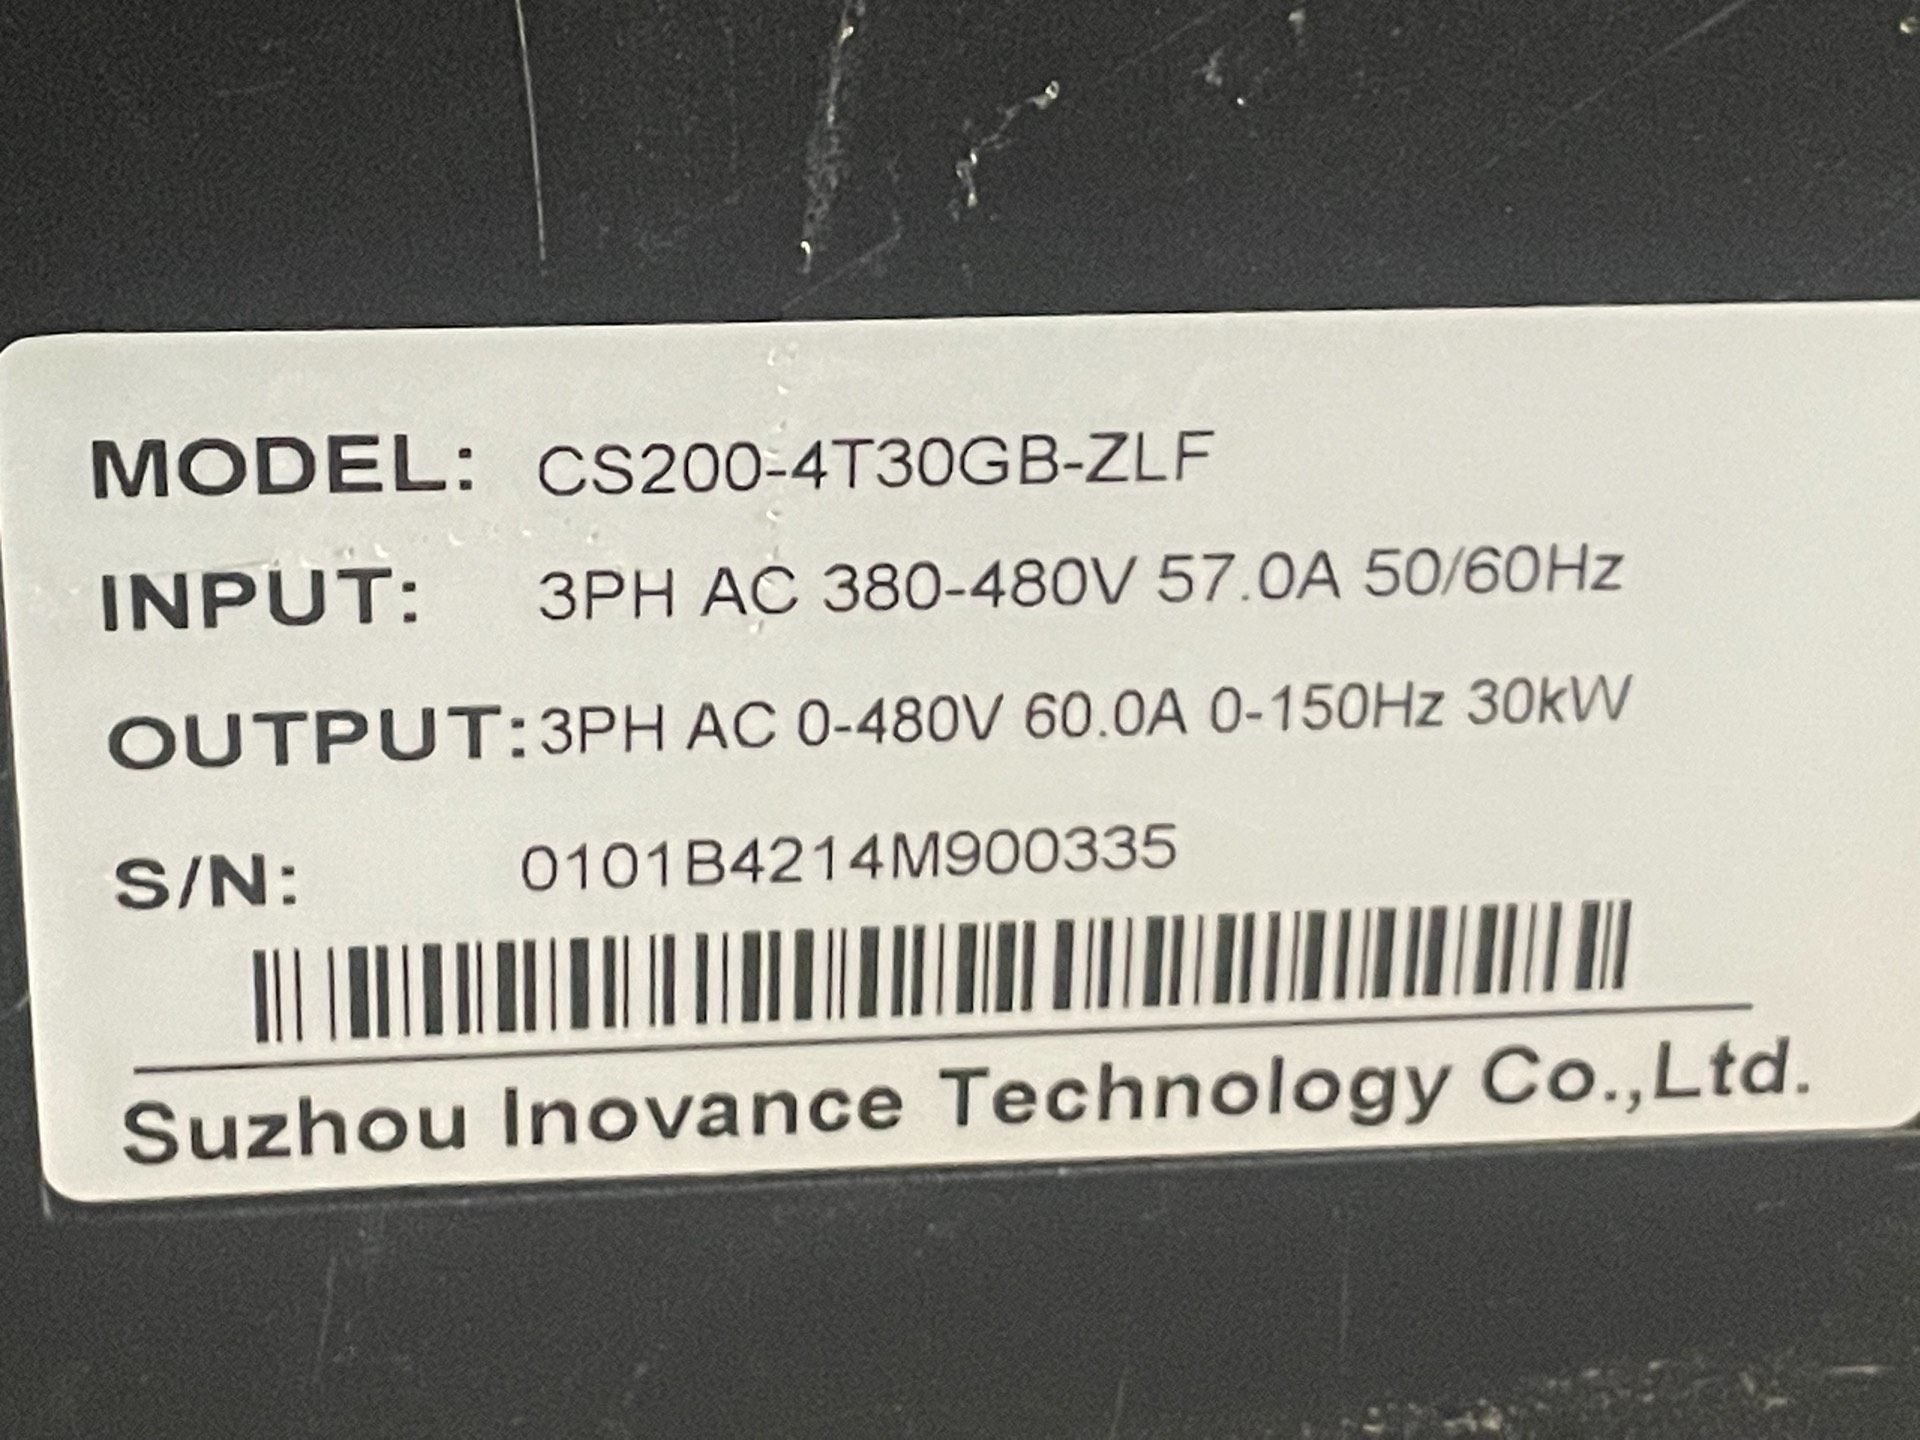 MODEL: CS200-4T30GB-ZLF
INPUT: 3PH AC 380-480V 57.0A 50/60Hz
OUTPUT: 3PH AC 0-480V 60.0A 0-150Hz 30kW
S/N: 0101B4214M900335
Suzhou Inovance Technology Co.,Ltd.